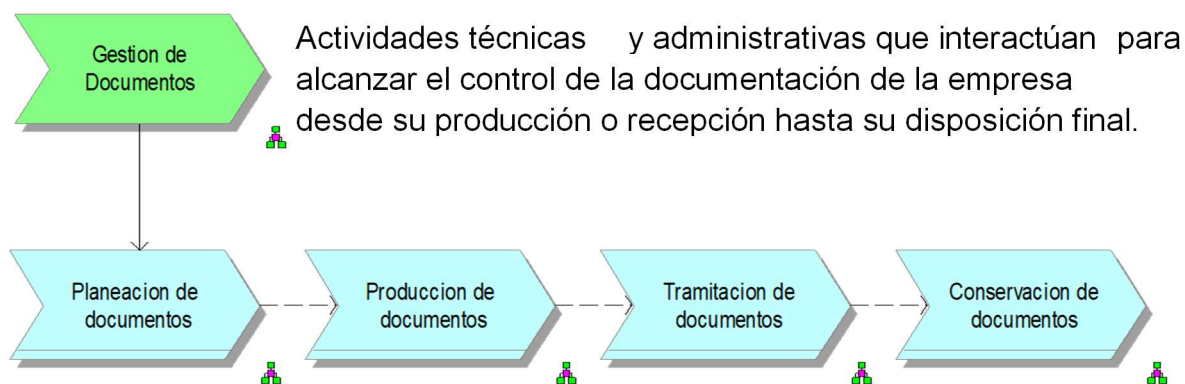 Gestion de
Documentos
Actividades técnicas y administrativas que interactúan para
alcanzar el control de la documentación de la empresa
desde su producción o recepción hasta su disposición final.
Planeacion de
documentos
Produccion de
documentos
Tramitacion de
documentos
Conservacion de
documentos